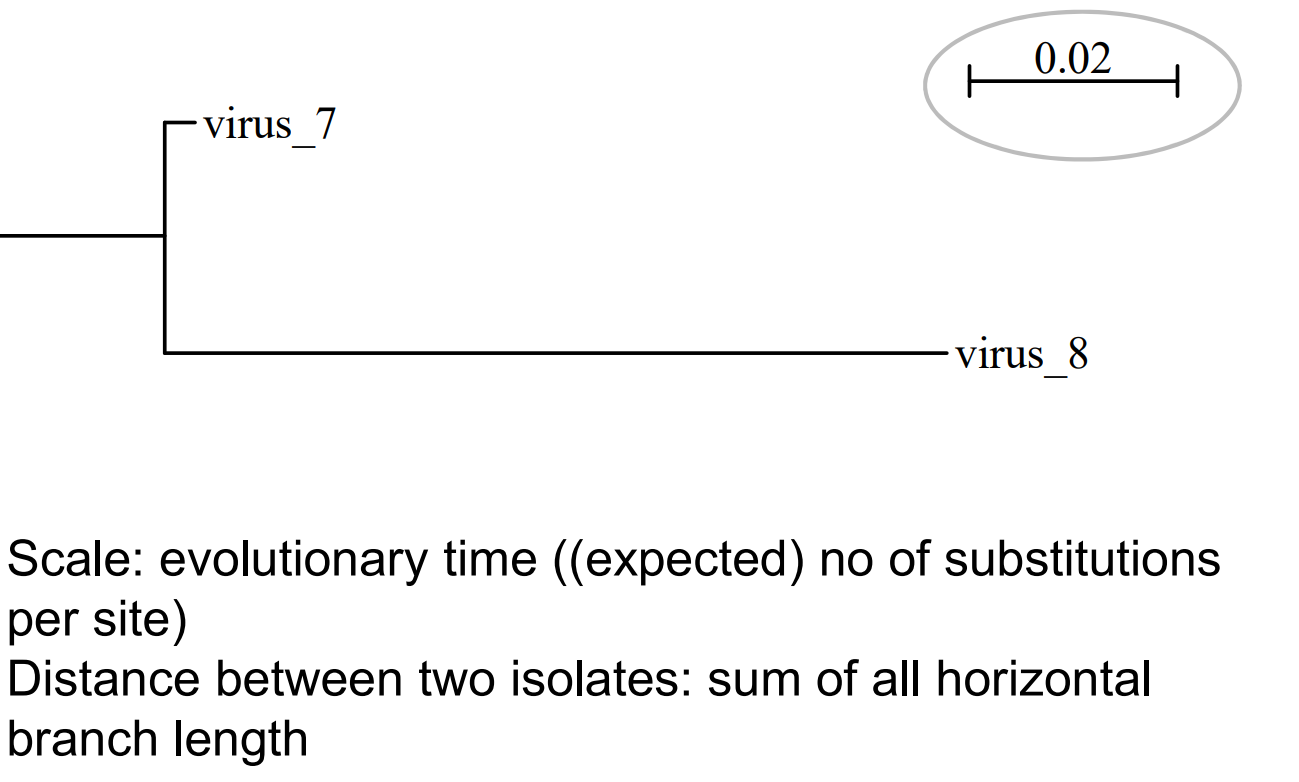 0.02
virus_7
virus_8
Scale: evolutionary time ((expected) no of substitutions
per site)
Distance between two isolates: sum of all horizontal
branch length